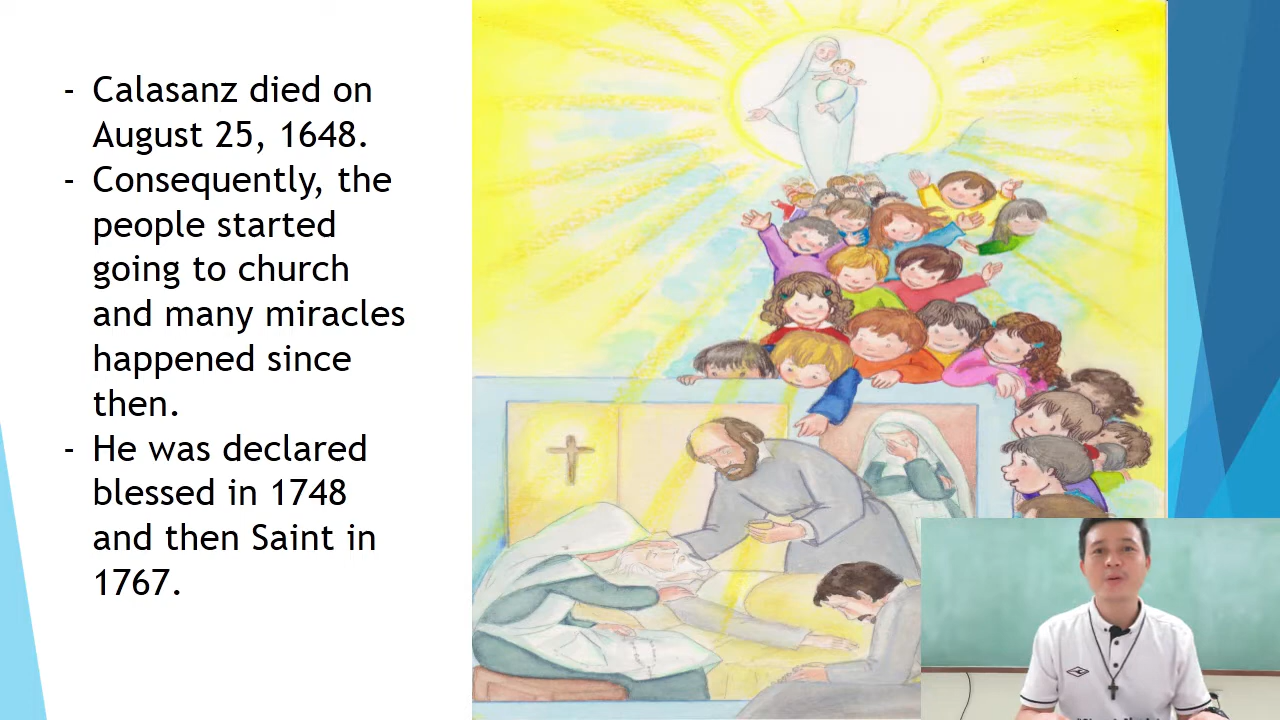 - Calasanz died on
August 25, 1648.
- Consequently, the
people started
going to church
and many miracles
happened since
then.
- He was declared
blessed in 1748
and then Saint in
1767.